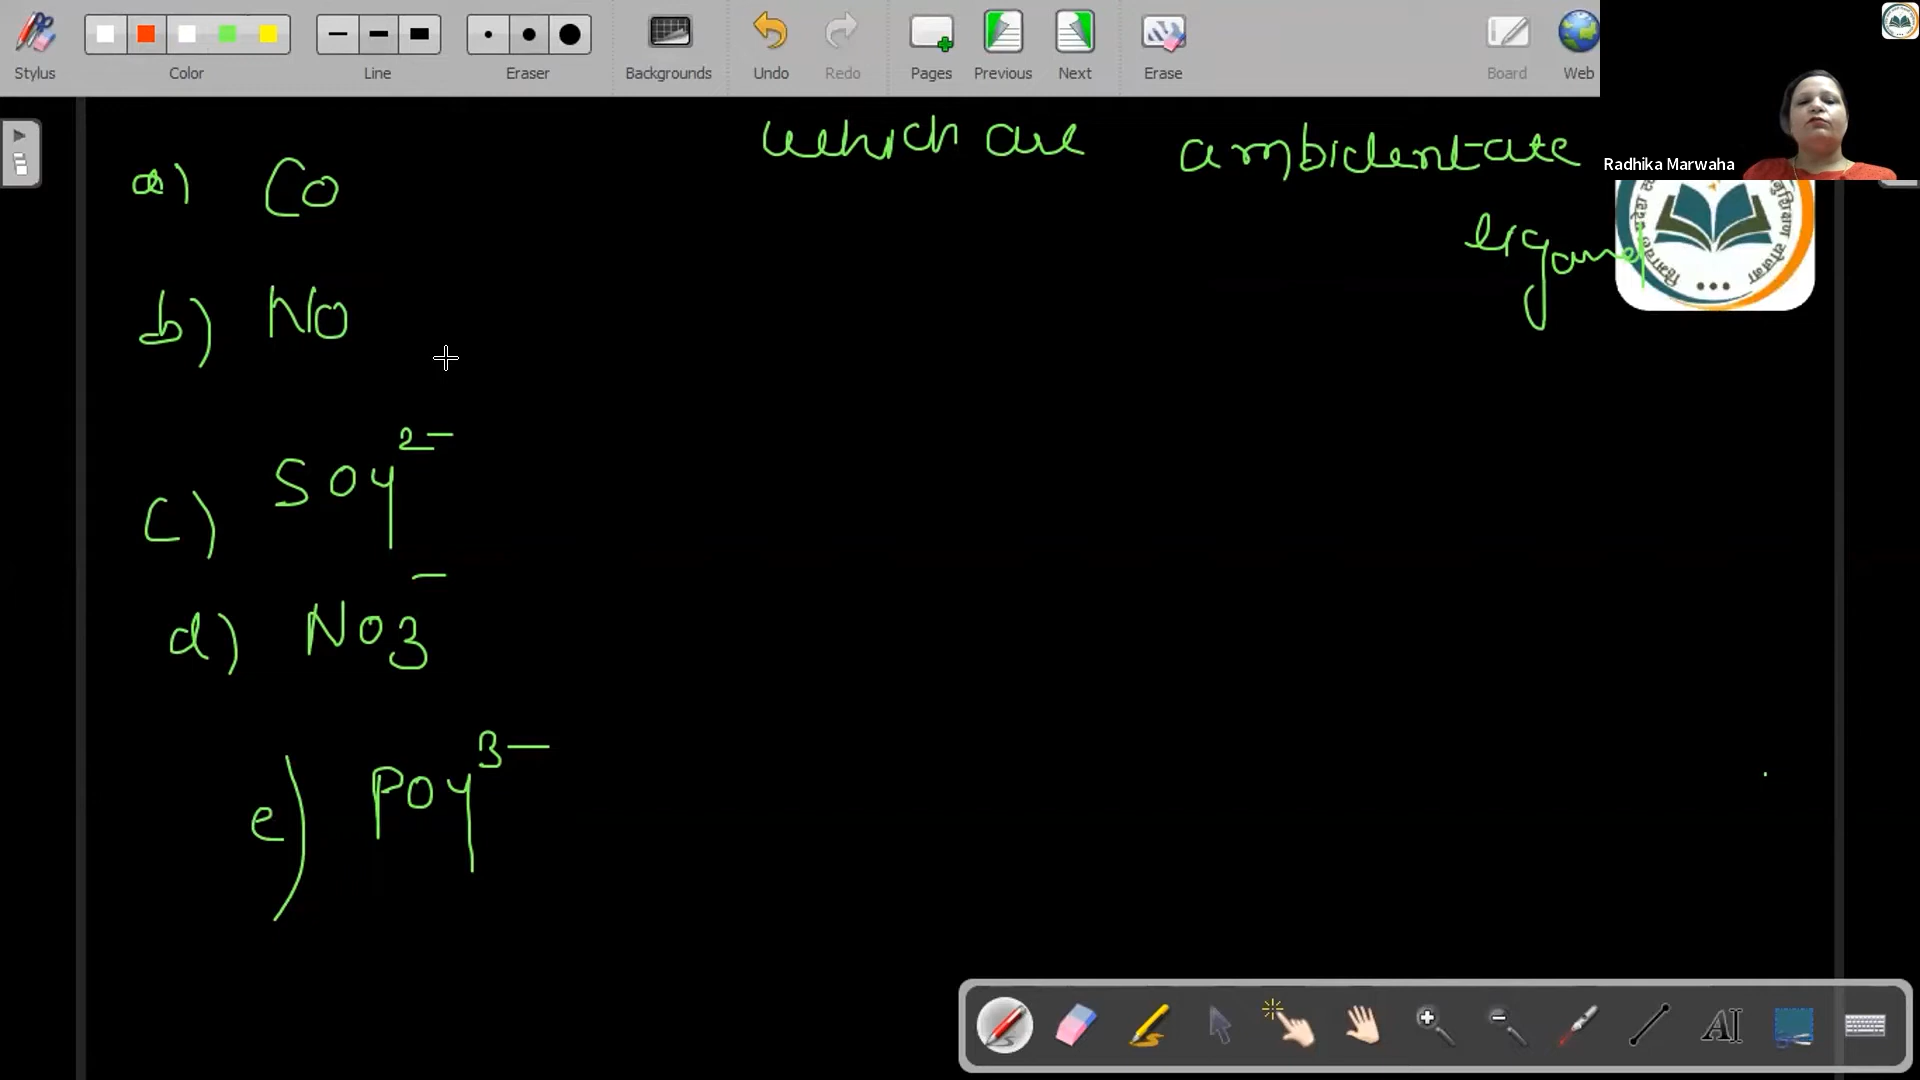 Stylus
Color
Line
Eraser
Backgrounds
Undo
Redo
Pages
Previous
Next
Erase
Board
Web
Radhika Marwaha
which are ambidentate
ligand
a) CO
b) NO
c) SO4 2-
d) NO3 -
e) PO4 3-
AI